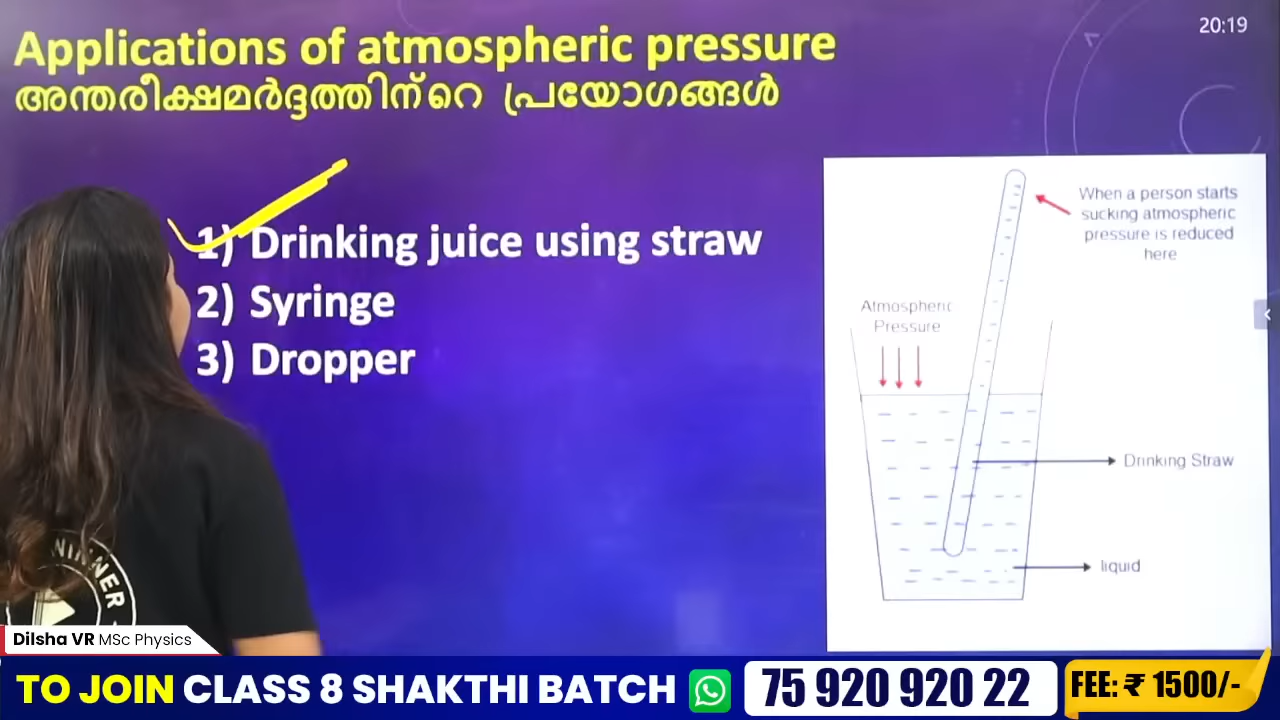 Applications of atmospheric pressure
20:19
അന്തരീക്ഷമർദ്ദത്തിന്റെ പ്രയോഗങ്ങൾ
1) Drinking juice using straw
2) Syringe
3) Dropper
When a person starts
sucking atmospheric
pressure is reduced
here
Atmospheric
Pressure
Drinking Straw
liquid
Dilsha VR MSc Physics
TO JOIN CLASS 8 SHAKTHI BATCH
75 920 920 22
FEE: ₹ 1500/-